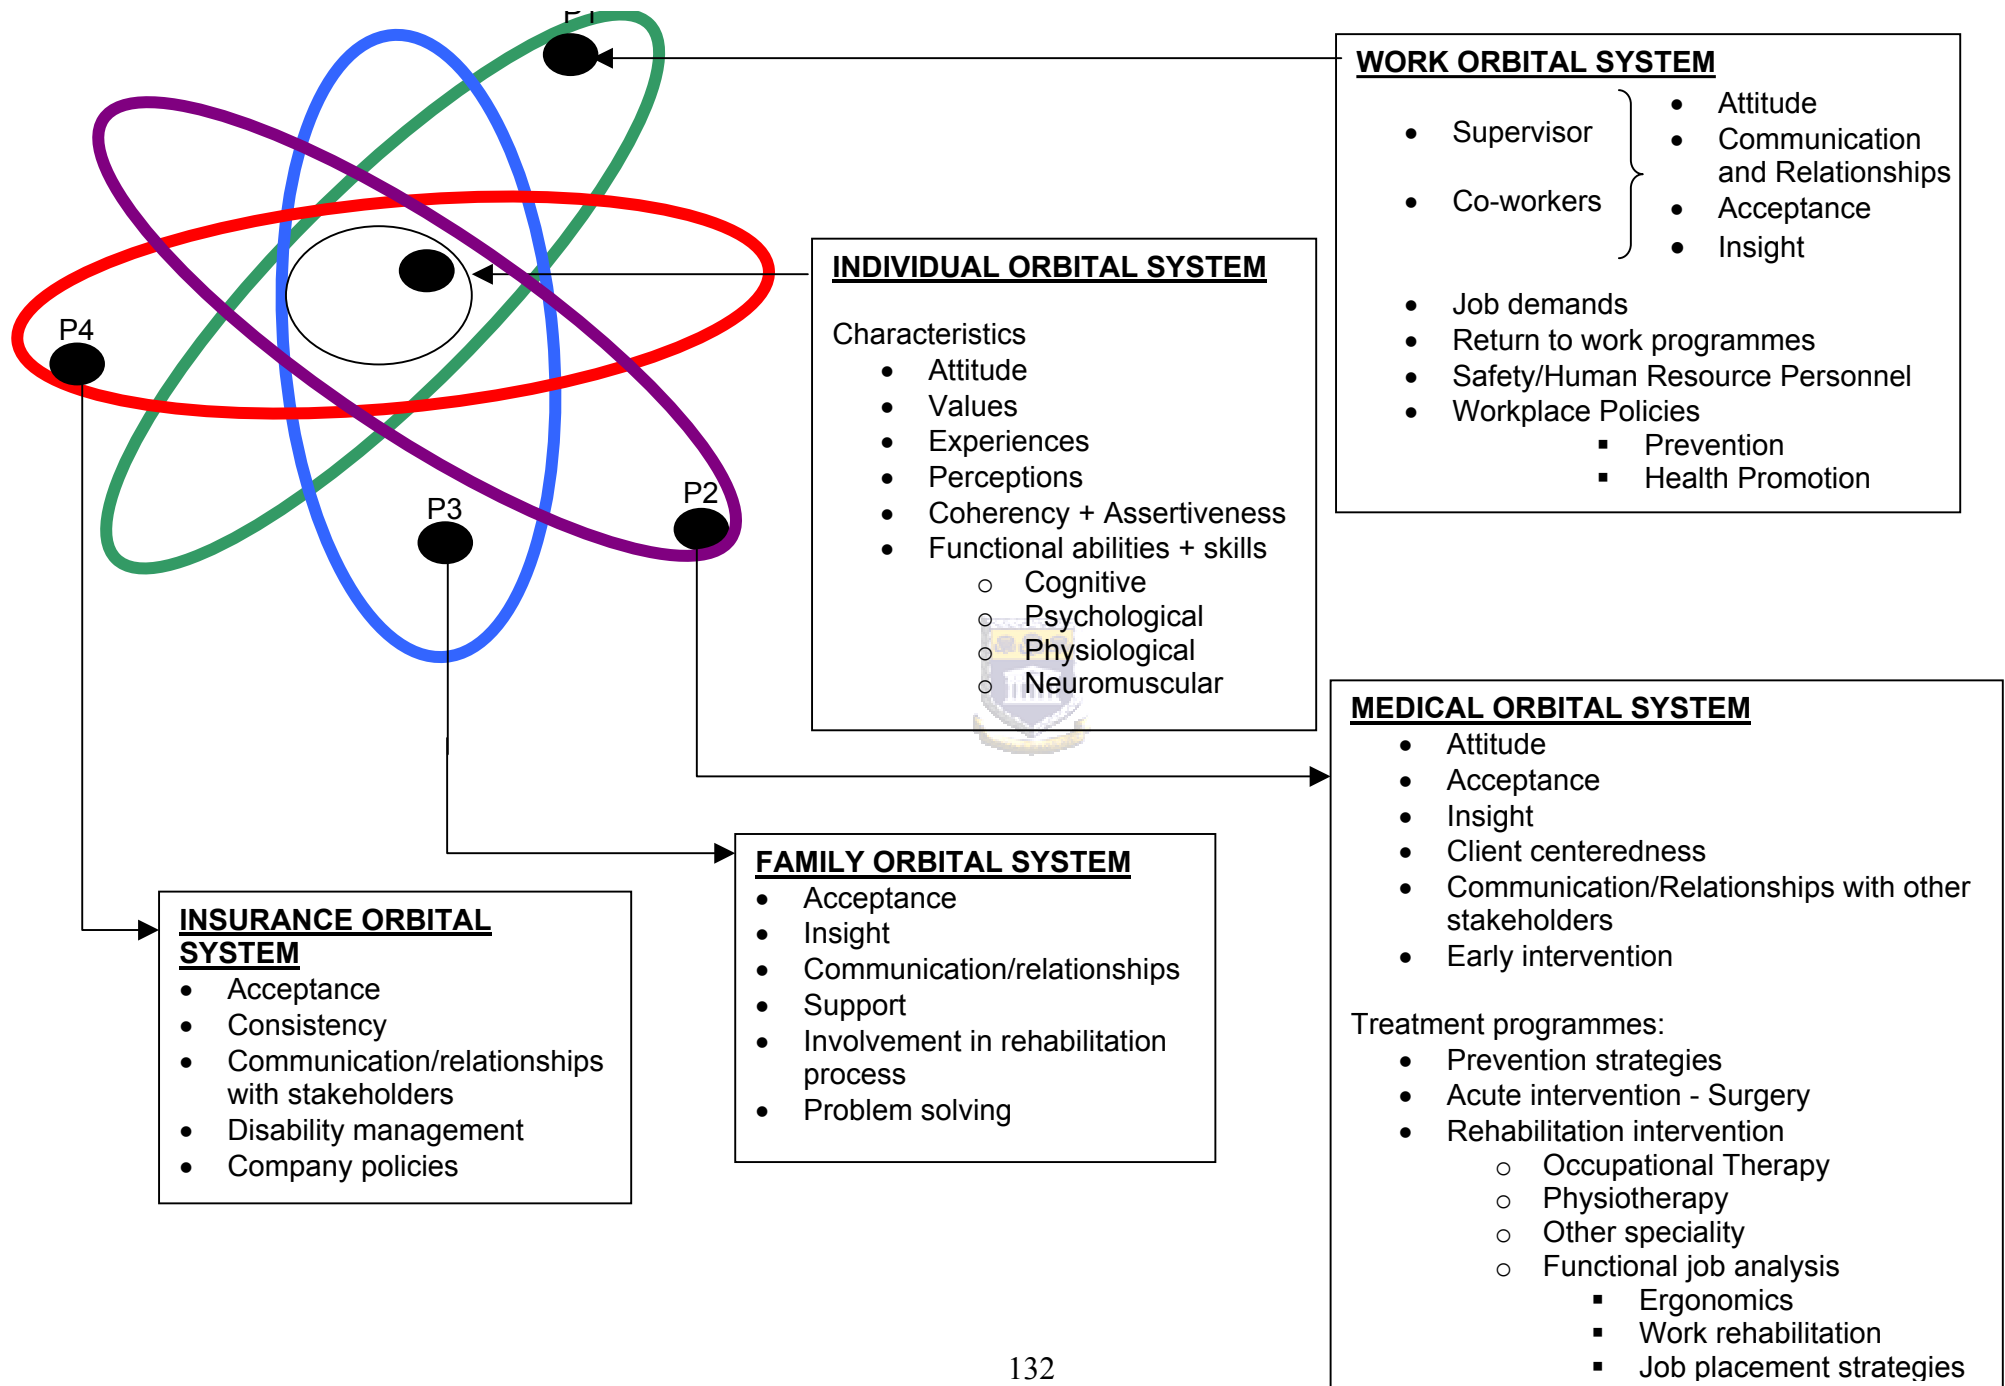 P1
WORK ORBITAL SYSTEM
• Supervisor
• Co-workers
• Attitude
• Communication
and Relationships
• Acceptance
• Insight
• Job demands
• Return to work programmes
• Safety/Human Resource Personnel
• Workplace Policies
▪ Prevention
▪ Health Promotion
P4
P3
P2
INDIVIDUAL ORBITAL SYSTEM
Characteristics
• Attitude
• Values
• Experiences
• Perceptions
• Coherency + Assertiveness
• Functional abilities + skills
o Cognitive
o Psychological
o Physiological
o Neuromuscular
MEDICAL ORBITAL SYSTEM
• Attitude
• Acceptance
• Insight
• Client centeredness
• Communication/Relationships with other
stakeholders
• Early intervention
Treatment programmes:
• Prevention strategies
• Acute intervention - Surgery
• Rehabilitation intervention
o Occupational Therapy
o Physiotherapy
o Other speciality
o Functional job analysis
▪ Ergonomics
▪ Work rehabilitation
▪ Job placement strategies
FAMILY ORBITAL SYSTEM
• Acceptance
• Insight
• Communication/relationships
• Support
• Involvement in rehabilitation
process
• Problem solving
INSURANCE ORBITAL
SYSTEM
• Acceptance
• Consistency
• Communication/relationships
with stakeholders
• Disability management
• Company policies
132